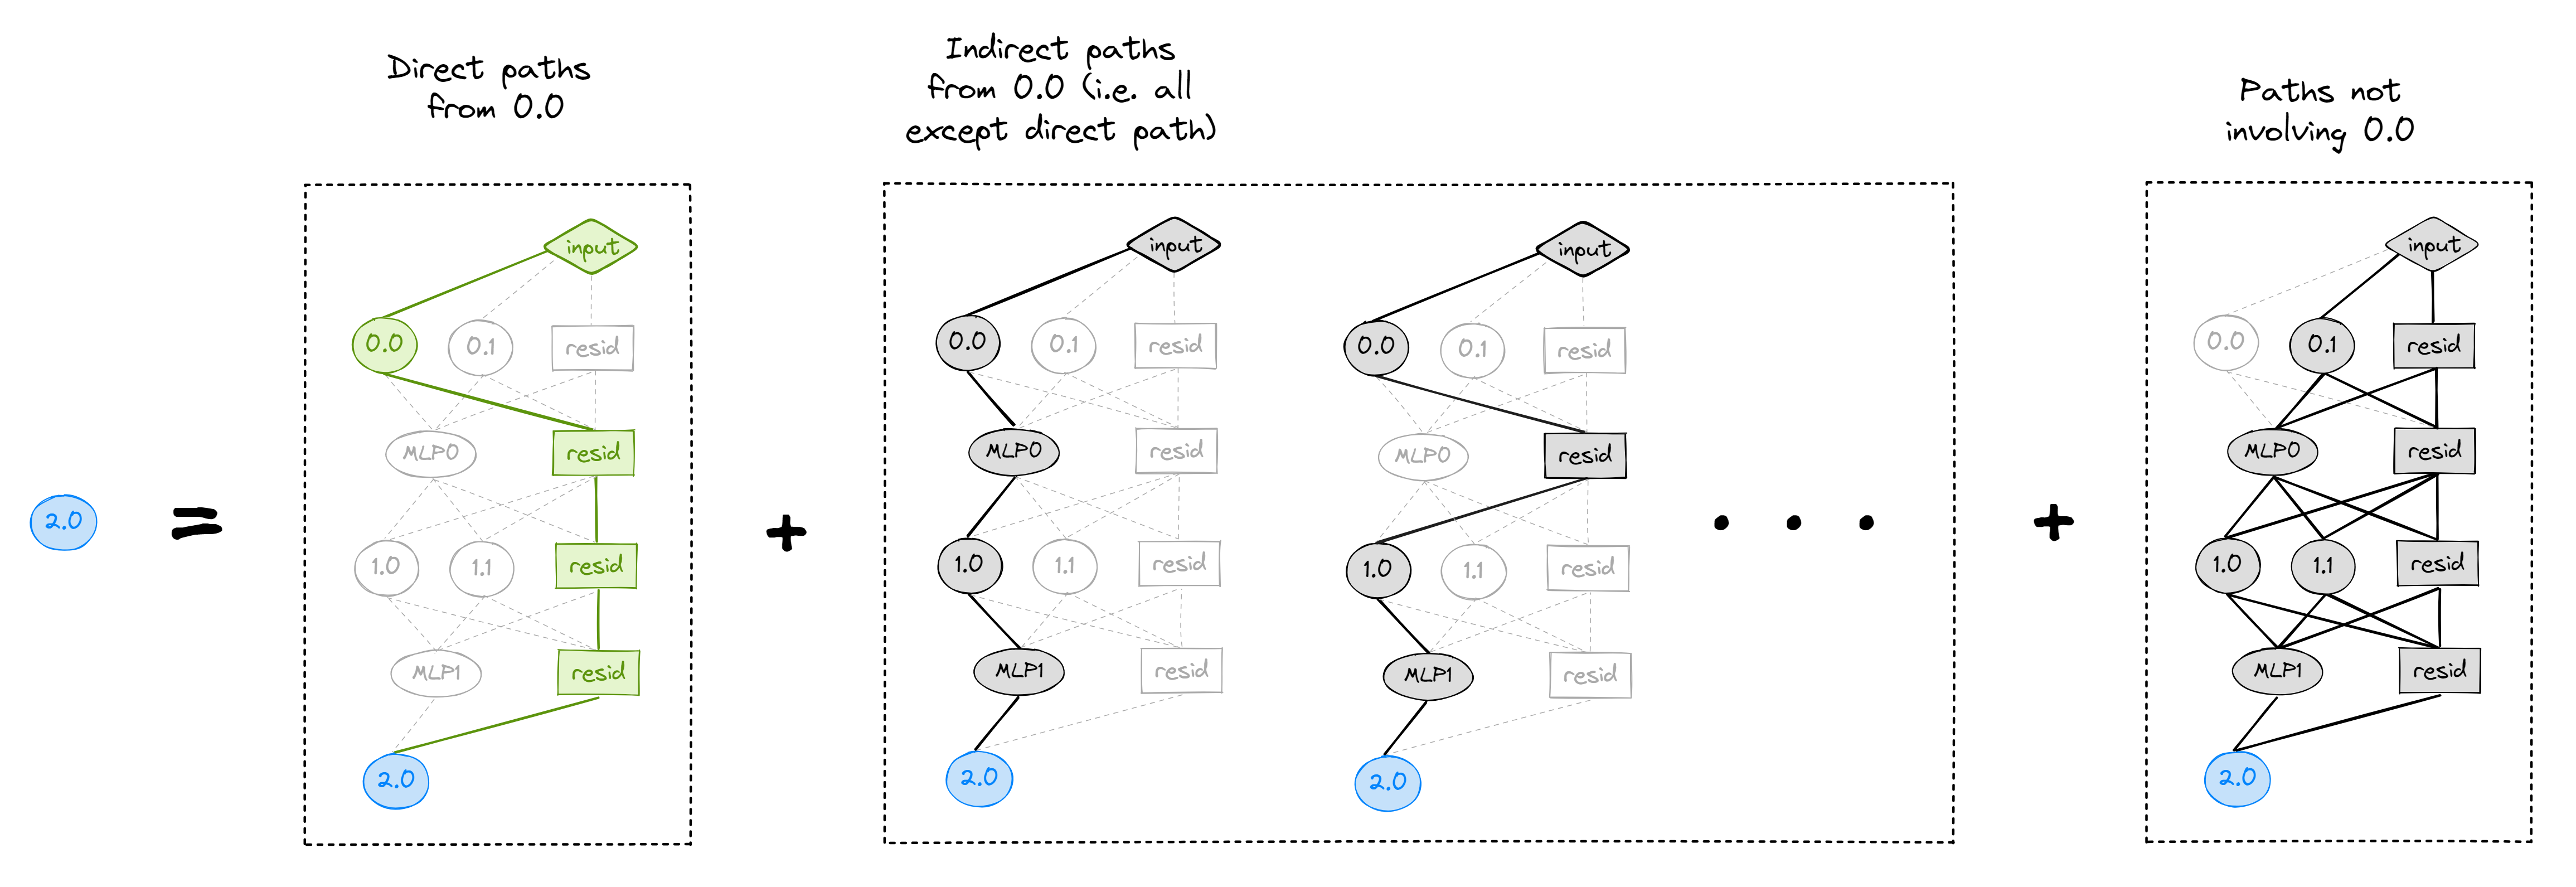 Direct paths
from 0.0
Indirect paths
from 0.0 (i.e. all
except direct path)
Paths not
involving 0.0
2.0
=
input
0.0 0.1 resid
MLP0 resid
1.0 1.1 resid
MLP1 resid
2.0
+
input
0.0 0.1 resid
MLP0 resid
1.0 1.1 resid
MLP1 resid
2.0
input
0.0 0.1 resid
MLP0 resid
1.0 1.1 resid
MLP1 resid
2.0
. . .
+
input
0.0 0.1 resid
MLP0 resid
1.0 1.1 resid
MLP1 resid
2.0